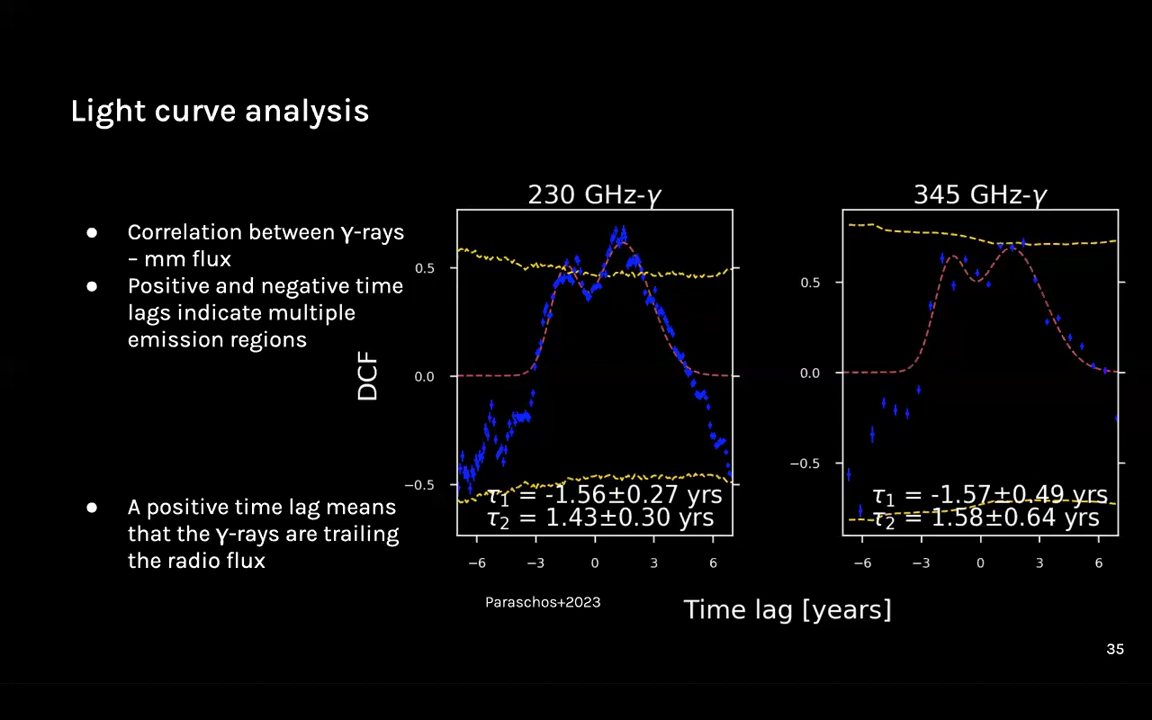 Light curve analysis
● Correlation between γ-rays
– mm flux
● Positive and negative time
lags indicate multiple
emission regions
● A positive time lag means
that the γ-rays are trailing
the radio flux
230 GHz-γ
DCF
0.5
0.0
−0.5
τ₁ = -1.56±0.27 yrs
τ₂ = 1.43±0.30 yrs
−6 −3 0 3 6
345 GHz-γ
0.5
0.0
−0.5
τ₁ = -1.57±0.49 yrs
τ₂ = 1.58±0.64 yrs
−6 −3 0 3 6
Paraschos+2023
Time lag [years]
35